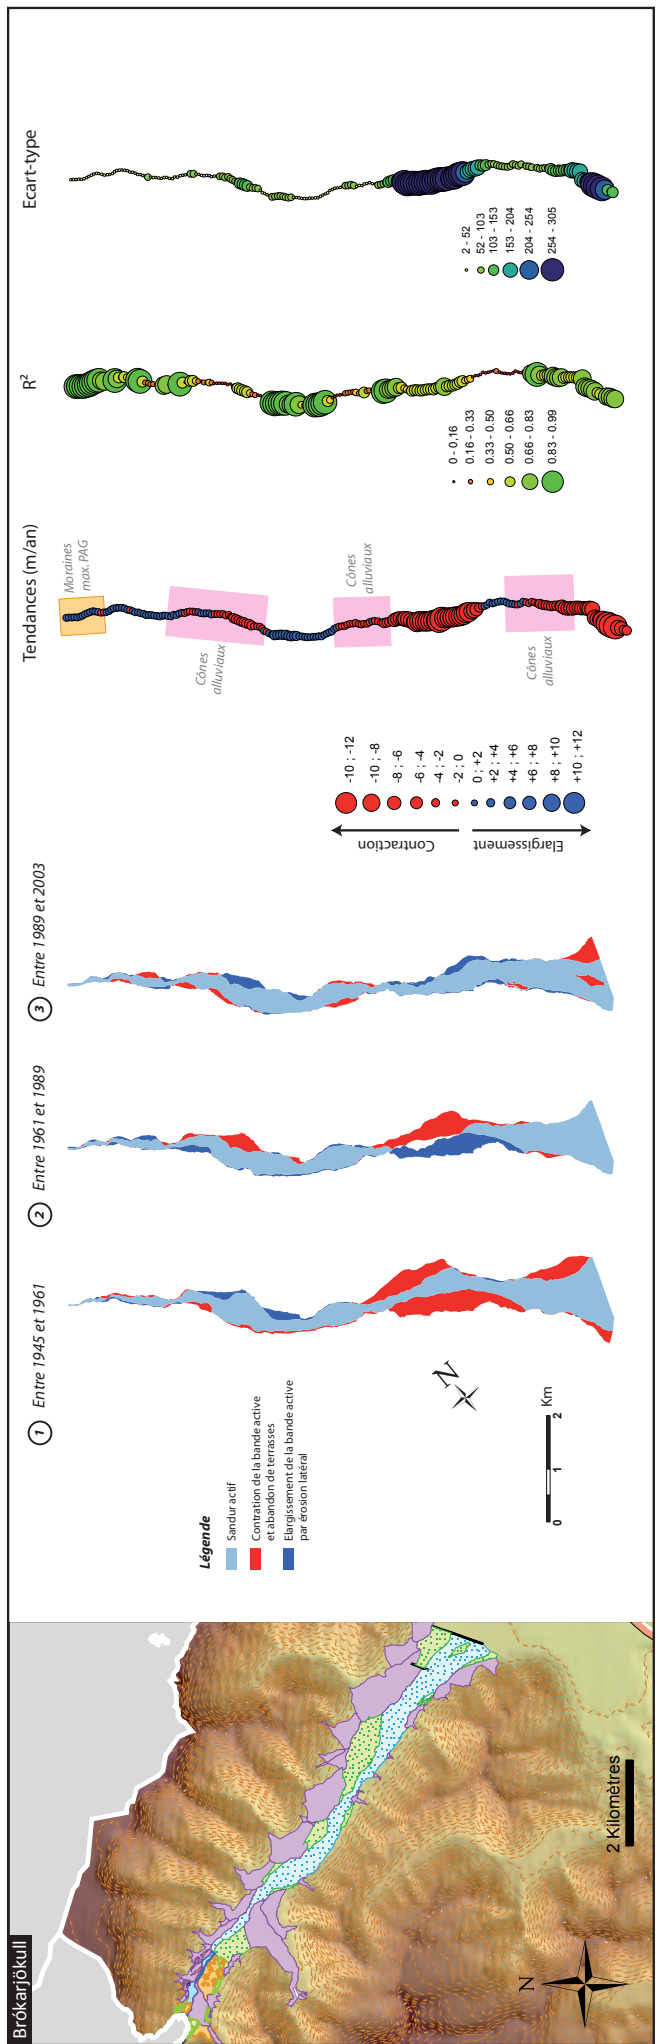 Brókarjökull
N
2 Kilomètres
1 Entre 1945 et 1961
2 Entre 1961 et 1989
3 Entre 1989 et 2003
Légende
Sandur actif
Contration de la bande active
et abandon de terrasses
Elargissement de la bande active
par érosion latéral
N
0 1 2
Km
Tendances (m/an)
Moraines
max. PAG
Cônes
alluviaux
Cônes
alluviaux
Cônes
alluviaux
Contraction
Elargissement
-10 ; -12
-10 ; -8
-8 ; -6
-6 ; -4
-4 ; -2
-2 ; 0
0 ; +2
+2 ; +4
+4 ; +6
+6 ; +8
+8 ; +10
+10 ; +12
R²
0 - 0,16
0.16 - 0.33
0.33 - 0.50
0.50 - 0.66
0.66 - 0.83
0.83 - 0.99
Ecart-type
2 - 52
52 - 103
103 - 153
153 - 204
204 - 254
254 - 305